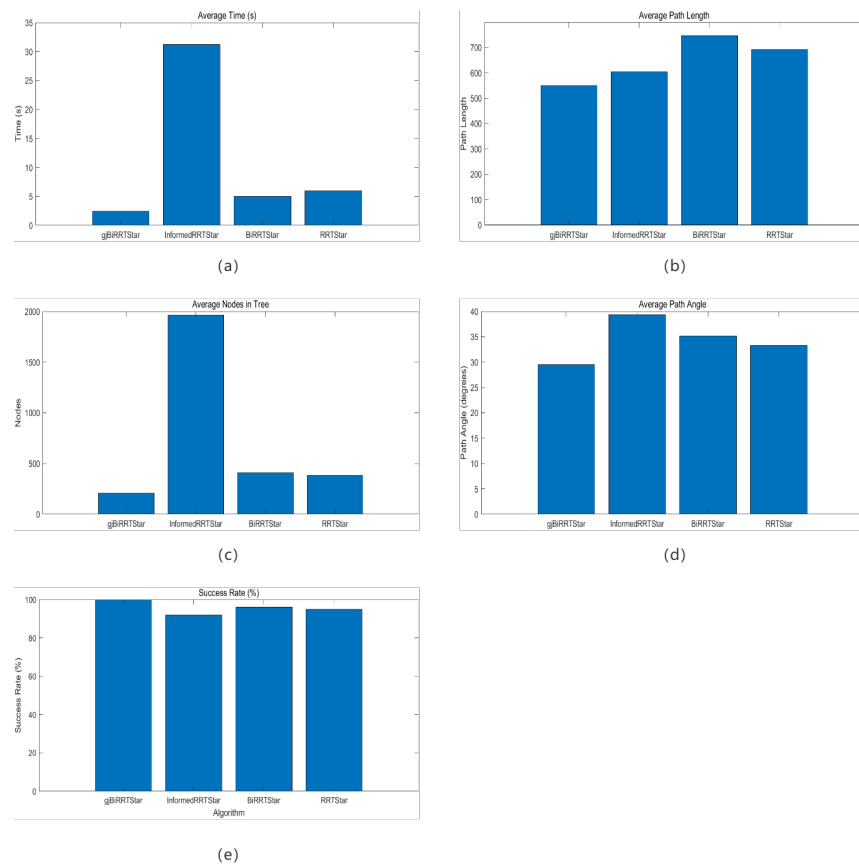 Average Time (s)
35
30
25
20
15
10
5
0
Time (s)
gjBiRRTStar InformedRRTStar BiRRTStar RRTStar
(a)
Average Path Length
700
600
500
400
300
200
100
0
Path Length
gjBiRRTStar InformedRRTStar BiRRTStar RRTStar
(b)
Average Nodes in Tree
2000
1500
1000
500
0
Nodes
gjBiRRTStar InformedRRTStar BiRRTStar RRTStar
(c)
Average Path Angle
40
35
30
25
20
15
10
5
0
Path Angle (degrees)
gjBiRRTStar InformedRRTStar BiRRTStar RRTStar
(d)
Success Rate (%)
100
80
60
40
20
0
Success Rate (%)
gjBiRRTStar InformedRRTStar BiRRTStar RRTStar
Algorithm
(e)